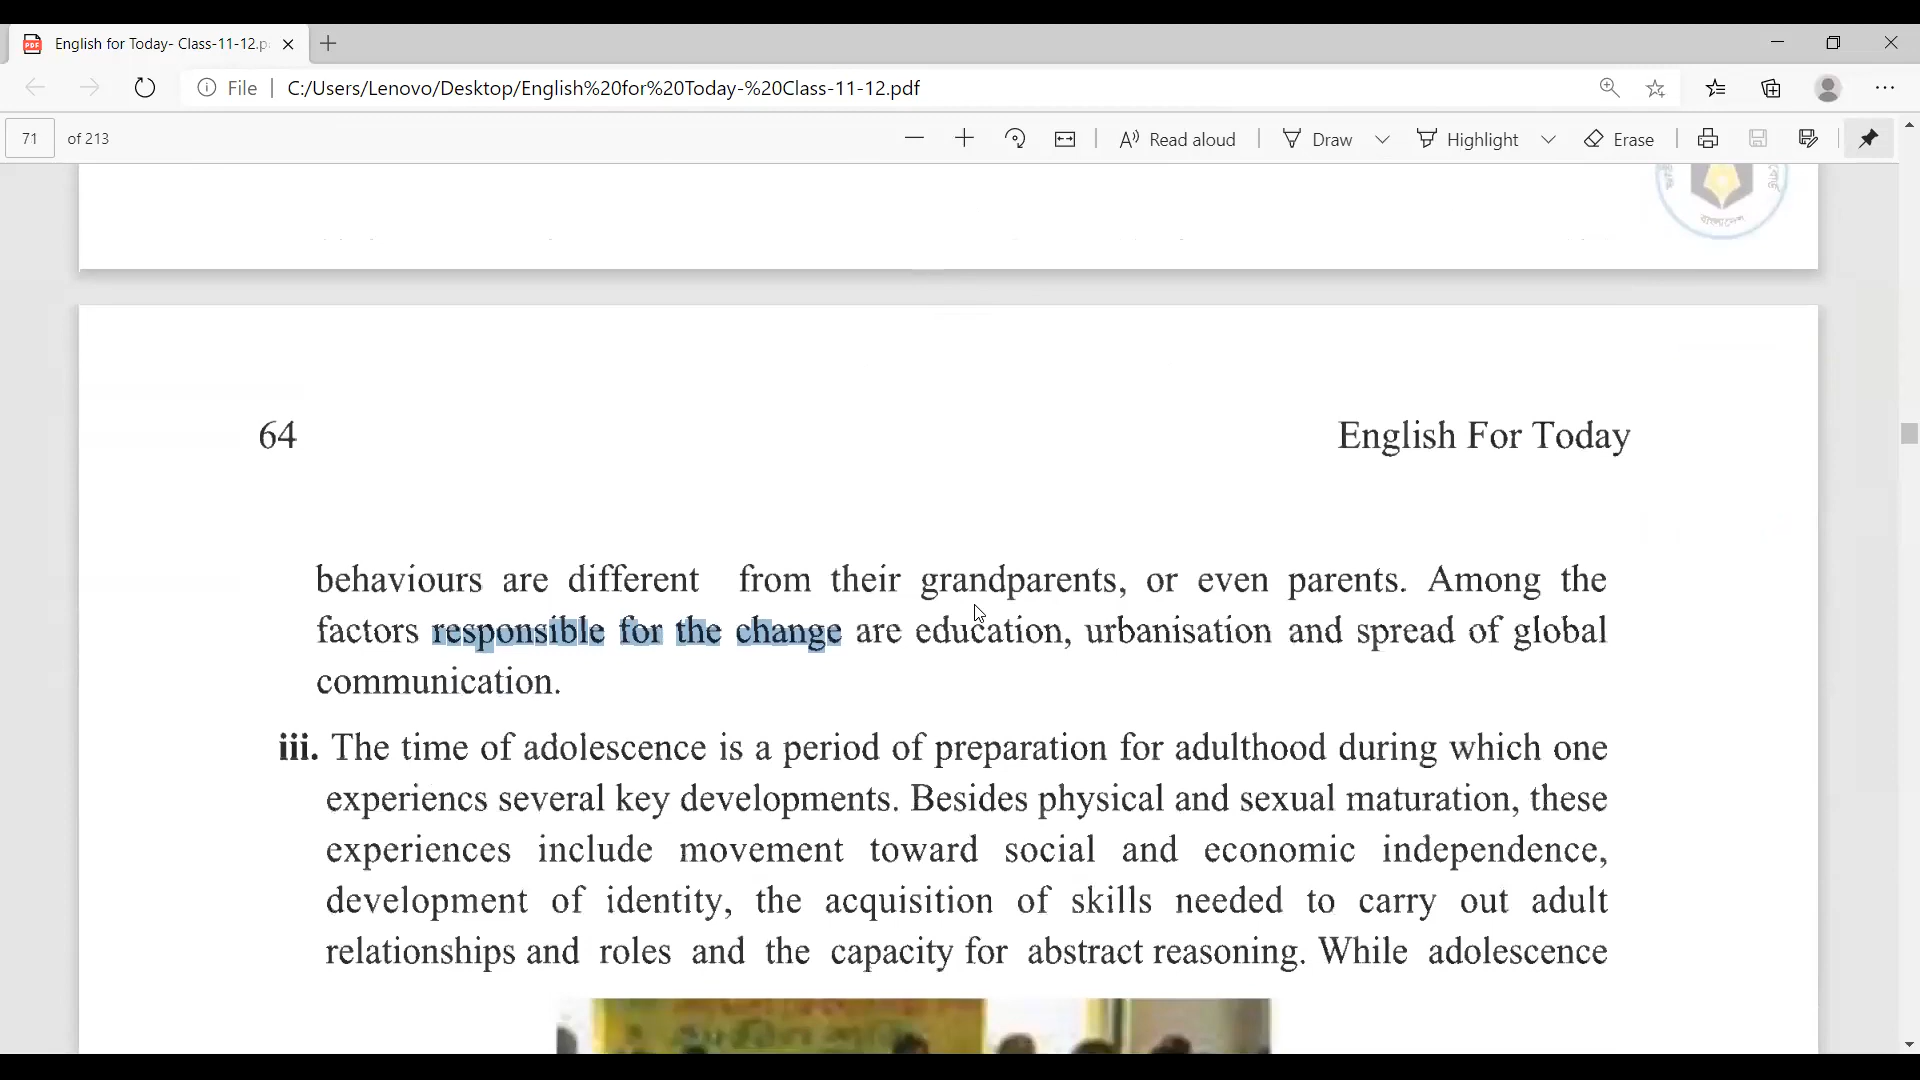 English for Today- Class-11-12.p
File C:/Users/Lenovo/Desktop/English%20for%20Today-%20Class-11-12.pdf
71 of 213 Read aloud Draw Highlight Erase
বাংলাদেশ
64 English For Today
behaviours are different from their grandparents, or even parents. Among the
factors responsible for the change are education, urbanisation and spread of global
communication.
iii. The time of adolescence is a period of preparation for adulthood during which one
experiencs several key developments. Besides physical and sexual maturation, these
experiences include movement toward social and economic independence,
development of identity, the acquisition of skills needed to carry out adult
relationships and roles and the capacity for abstract reasoning. While adolescence